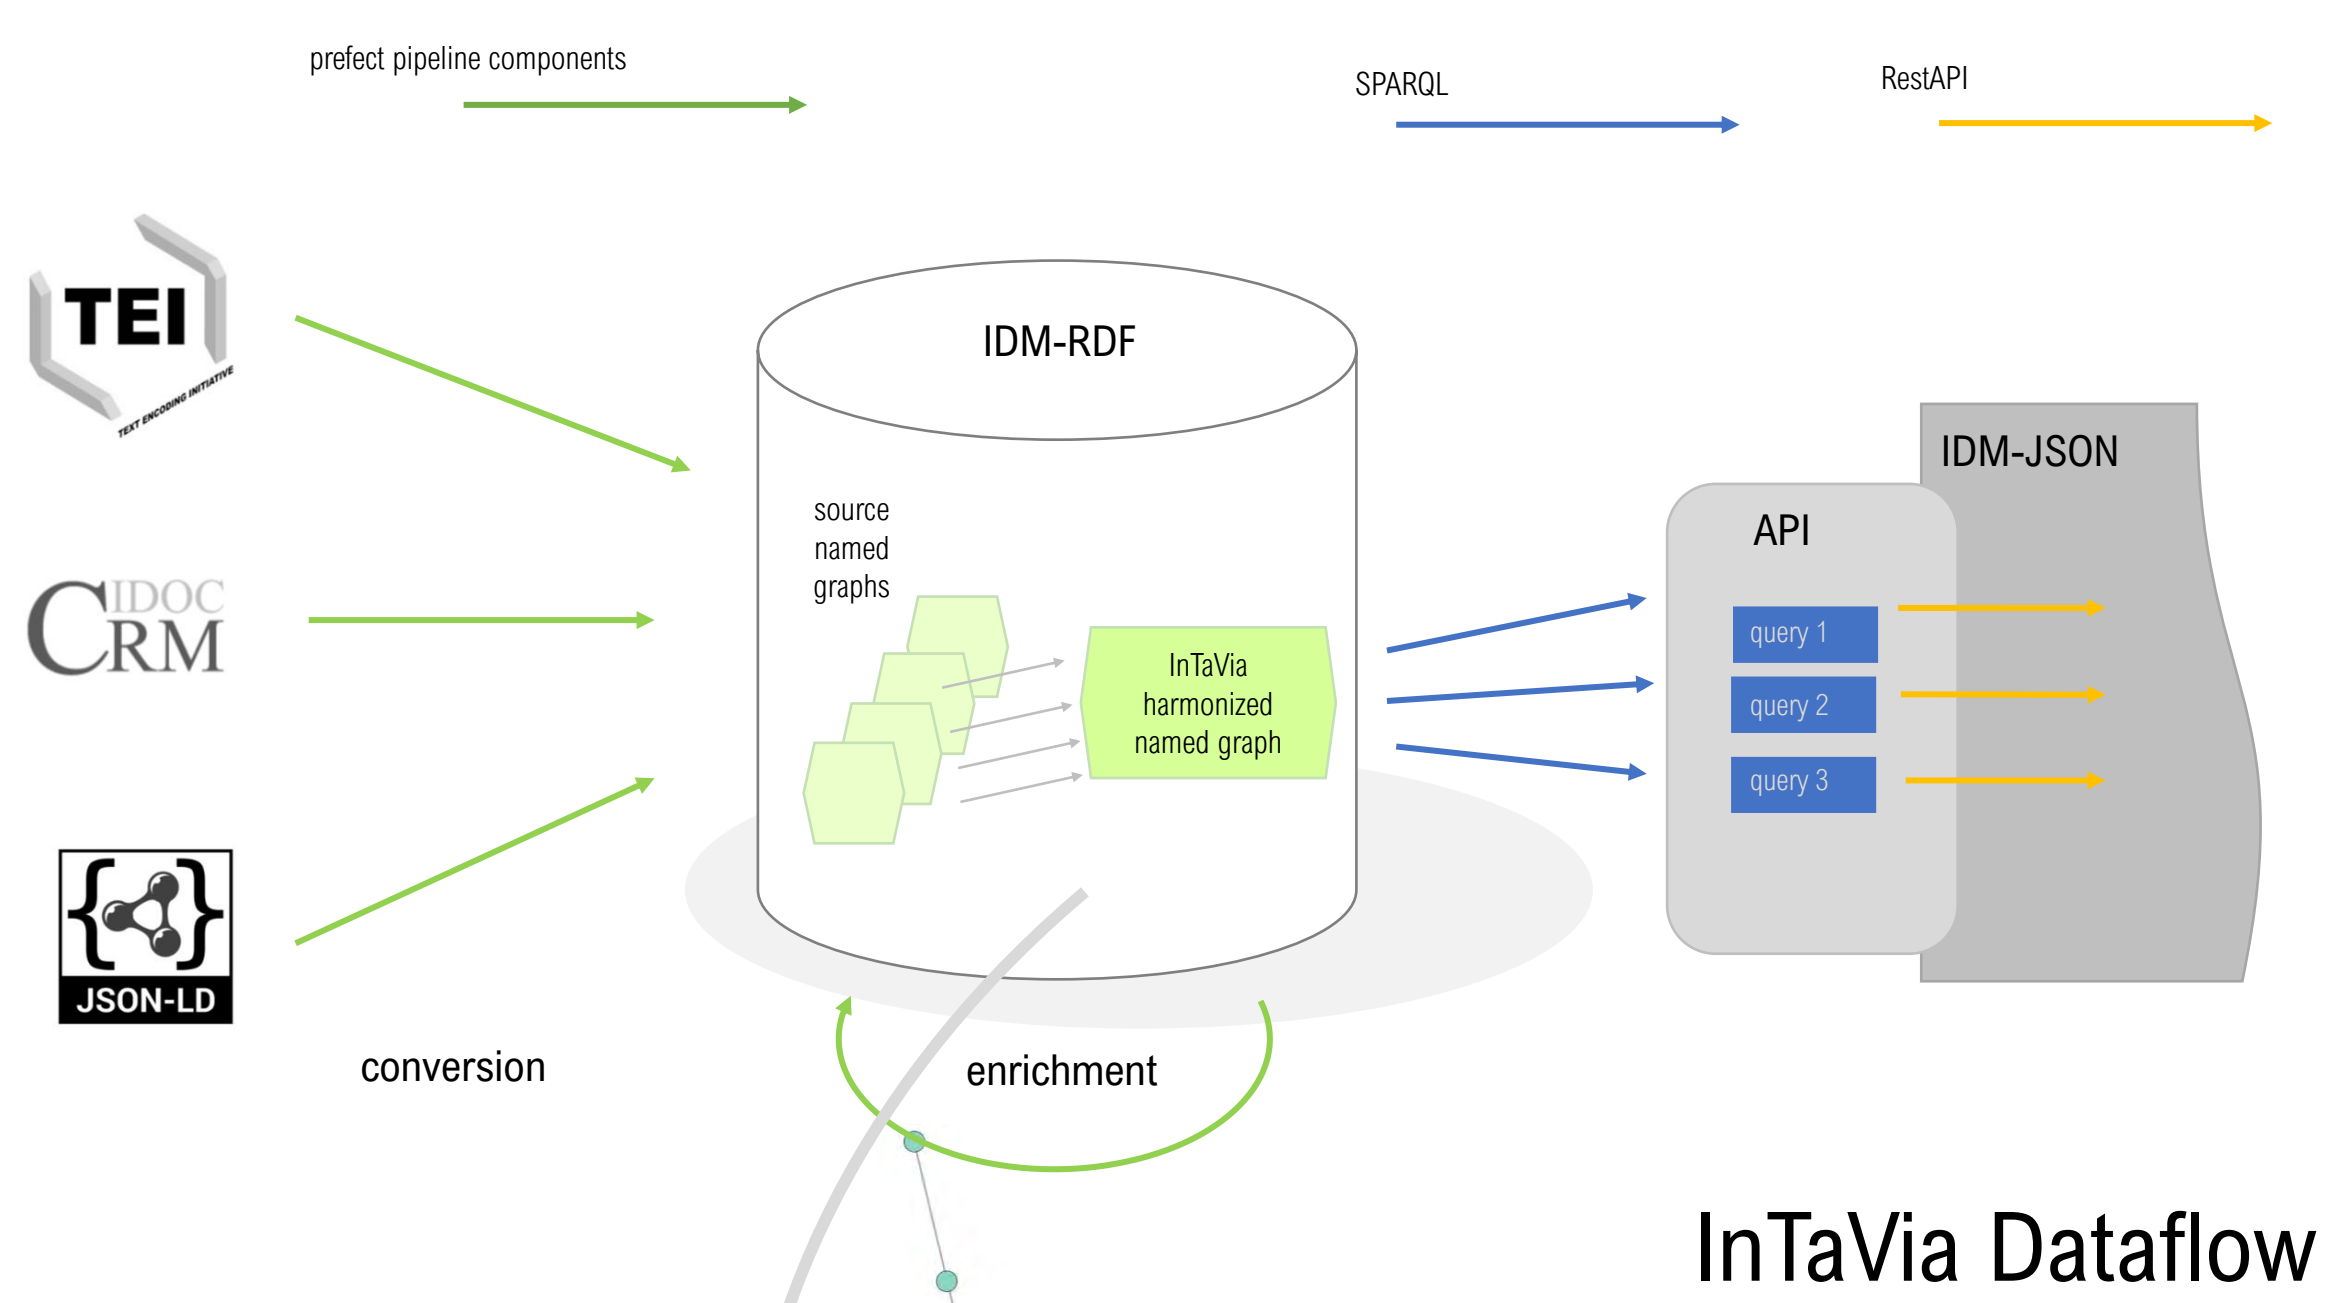 prefect pipeline components
SPARQL
RestAPI
TEI
TEXT ENCODING INITIATIVE
CIDOC
CRM
JSON-LD
conversion
IDM-RDF
source
named
graphs
InTaVia
harmonized
named graph
enrichment
IDM-JSON
API
query 1
query 2
query 3
InTaVia Dataflow